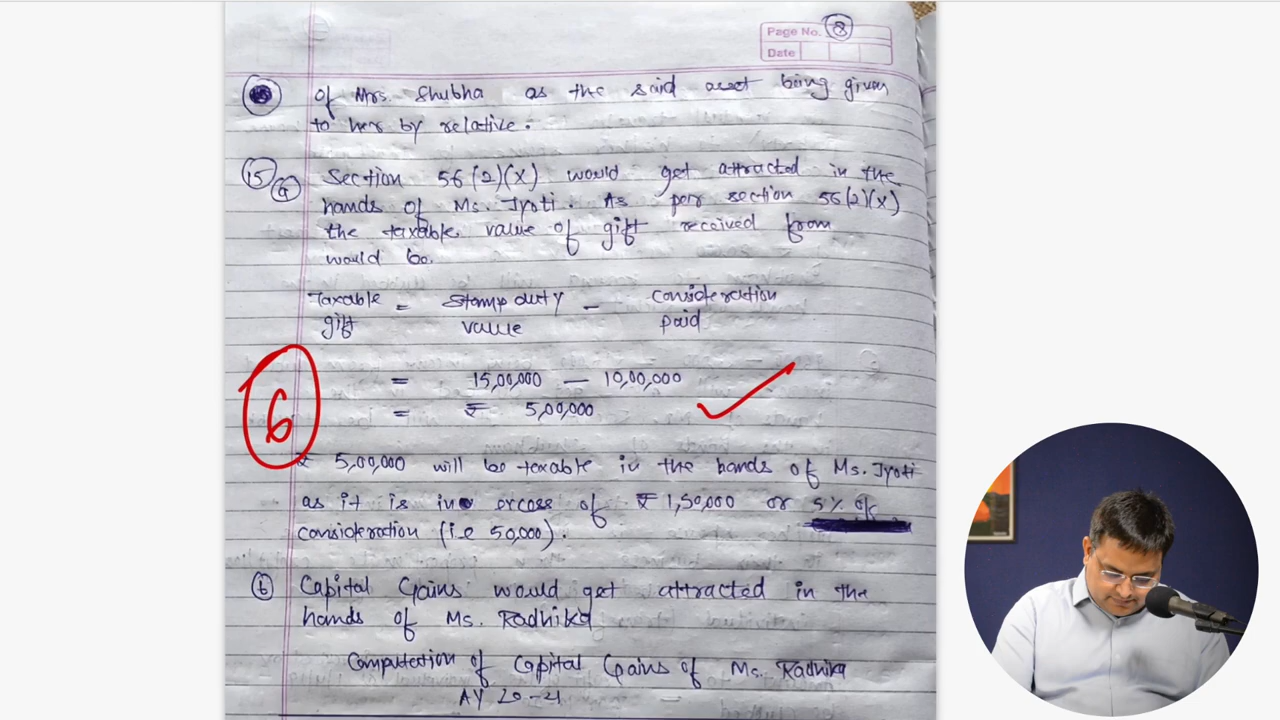 Page No. 8
Date
of Mrs. Shubha as the said asset being given
to her by relative.
15 a Section 56(2)(x) would get attracted in the
hands of Ms. Jyoti. As per section 56(2)(x)
the taxable value of gift received from
would be.
Taxable gift = Stamp duty value - consideration paid
= 15,00,000 - 10,00,000
= ₹ 5,00,000
6
₹ 5,00,000 will be taxable in the hands of Ms. Jyoti
as it is in excess of ₹ 1,50,000 or 5% of
consideration (i.e 50,000).
b Capital Gains would get attracted in the
hands of Ms. Radhika
Computation of Capital Gains of Ms. Radhika
AY 20-21